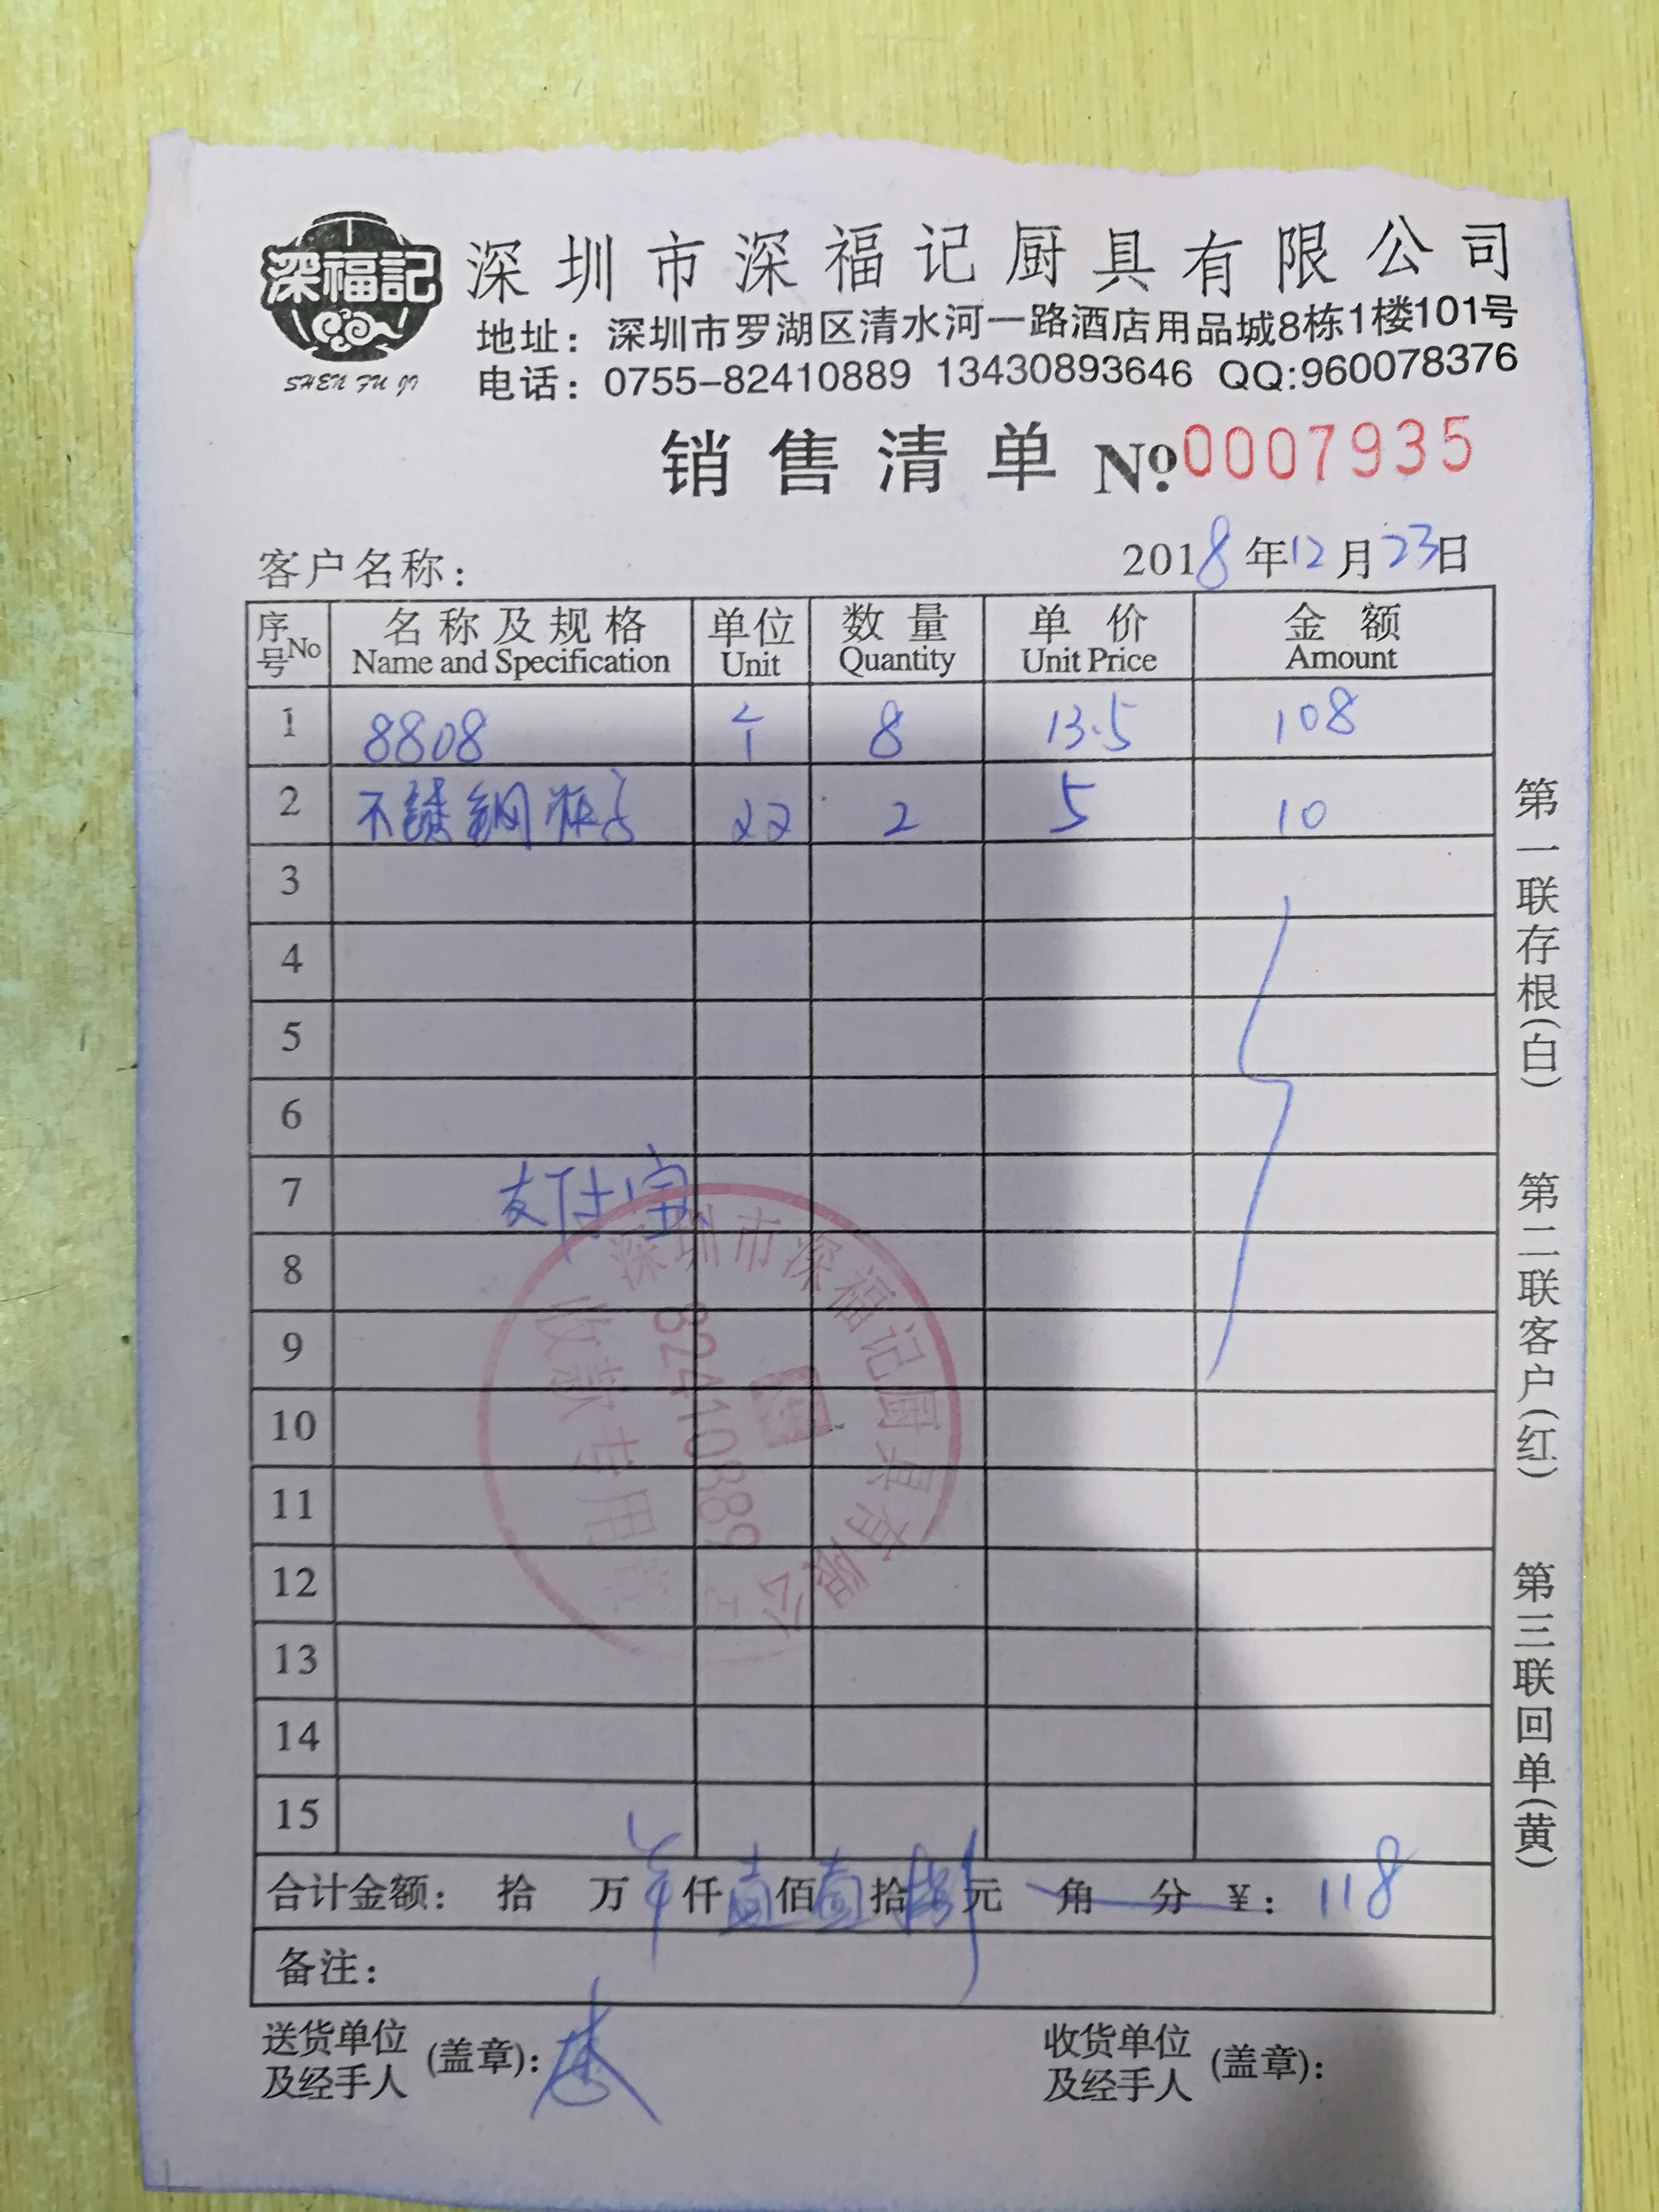 深福記
SHEN FU JI
深圳市深福记厨具有限公司
地址：深圳市罗湖区清水河一路酒店用品城8栋1楼101号
电话：0755-82410889 13430893646 QQ:960078376
销售清单 No.0007935
客户名称： 2018年12月23日
序号No 名称及规格 Name and Specification 单位 Unit 数量 Quantity 单价 Unit Price 金额 Amount
1 8808 个 8 13.5 108
2 不锈钢 2 5 10
3
4
5
6
7 支付宝
8
9
10
11
12
13
14
15
合计金额： 拾 万 仟 壹 佰 壹 拾 捌 元 角 分 ¥：118
备注：
送货单位及经手人(盖章)：
收货单位及经手人(盖章)：
第一联存根(白) 第二联客户(红) 第三联回单(黄)
深圳市深福记厨具有限公司
82410889
收款专用